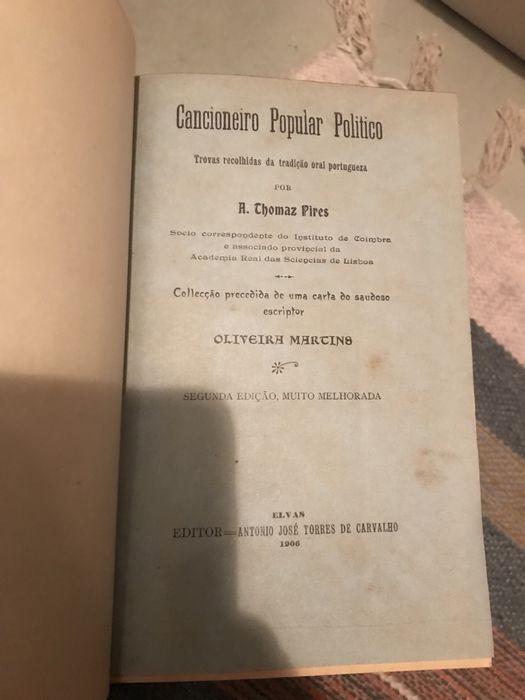 Cancioneiro Popular Politico
Trovas recolhidas da tradição oral portugueza
POR
A. Thomaz Pires
Socio correspondente do Instituto de Coimbra
e associado provincial da
Academia Real das Sciencias de Lisboa
Collecção precedida de uma carta do saudoso
escriptor
OLIVEIRA MARTINS
SEGUNDA EDIÇÃO, MUITO MELHORADA
ELVAS
EDITOR=ANTONIO JOSÉ TORRES DE CARVALHO
1906